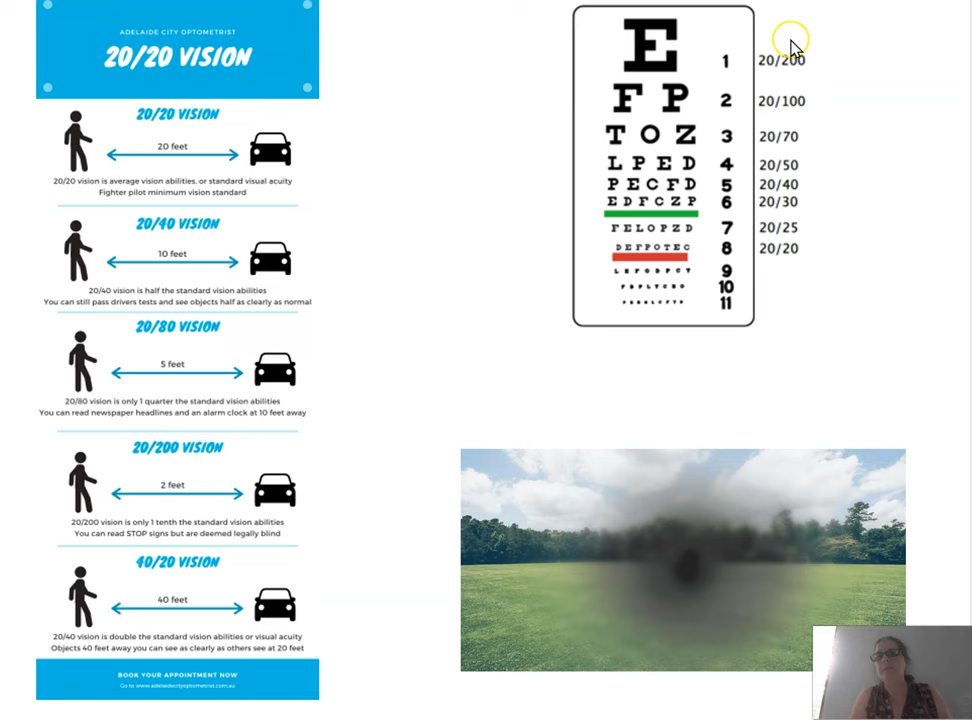 ADELAIDE CITY OPTOMETRIST
20/20 VISION
20/20 VISION
20 feet
20/20 vision is average vision abilities, or standard visual acuity
Fighter pilot minimum vision standard
20/40 VISION
10 feet
20/40 vision is half the standard vision abilities
You can still pass drivers tests and see objects half as clearly as normal
20/80 VISION
5 feet
20/80 vision is only 1 quarter the standard vision abilities
You can read newspaper headlines and an alarm clock at 10 feet away
20/200 VISION
2 feet
20/200 vision is only 1 tenth the standard vision abilities
You can read STOP signs but are deemed legally blind
40/20 VISION
40 feet
20/40 vision is double the standard vision abilities or visual acuity
Objects 40 feet away you can see as clearly as others see at 20 feet
BOOK YOUR APPOINTMENT NOW
Go to www.adelaidecityoptometrist.com.au
E 1 20/200
F P 2 20/100
T O Z 3 20/70
L P E D 4 20/50
P E C F D 5 20/40
E D F C Z P 6 20/30
F E L O P Z D 7 20/25
D E F P O T E C 8 20/20
9
10
11